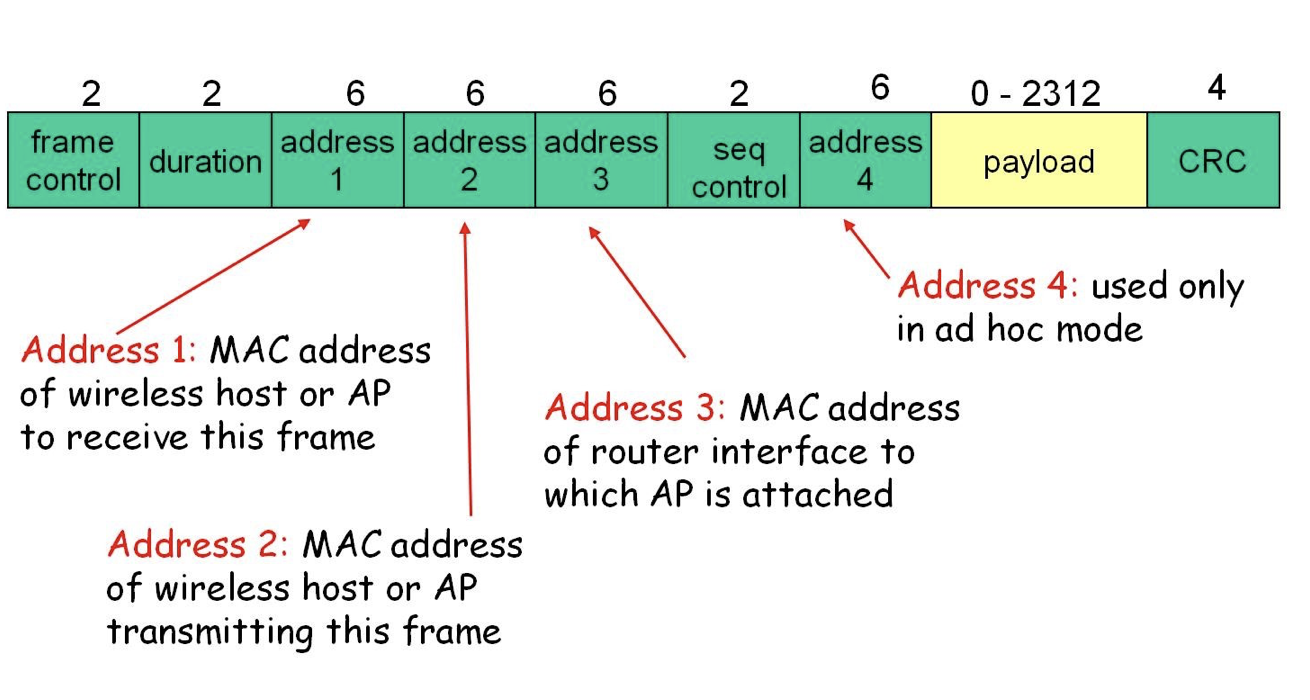 2 2 6 6 6 2 6 0 - 2312 4
frame control
duration
address 1
address 2
address 3
seq control
address 4
payload
CRC
Address 1: MAC address
of wireless host or AP
to receive this frame
Address 2: MAC address
of wireless host or AP
transmitting this frame
Address 3: MAC address
of router interface to
which AP is attached
Address 4: used only
in ad hoc mode